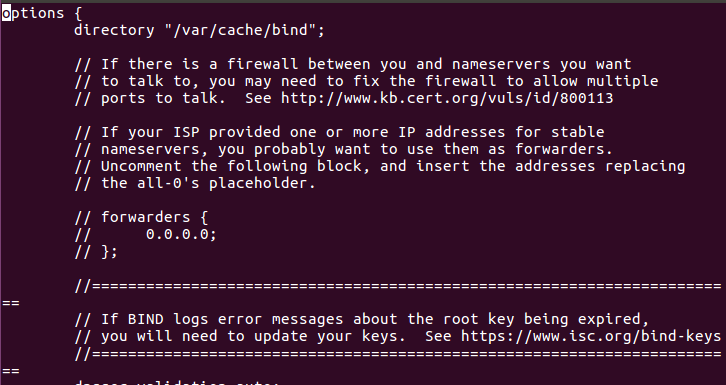 options {
        directory "/var/cache/bind";

        // If there is a firewall between you and nameservers you want
        // to talk to, you may need to fix the firewall to allow multiple
        // ports to talk.  See http://www.kb.cert.org/vuls/id/800113

        // If your ISP provided one or more IP addresses for stable
        // nameservers, you probably want to use them as forwarders.
        // Uncomment the following block, and insert the addresses replacing
        // the all-0's placeholder.

        // forwarders {
        //      0.0.0.0;
        // };

        //======================================================================
==
        // If BIND logs error messages about the root key being expired,
        // you will need to update your keys.  See https://www.isc.org/bind-keys
        //======================================================================
==